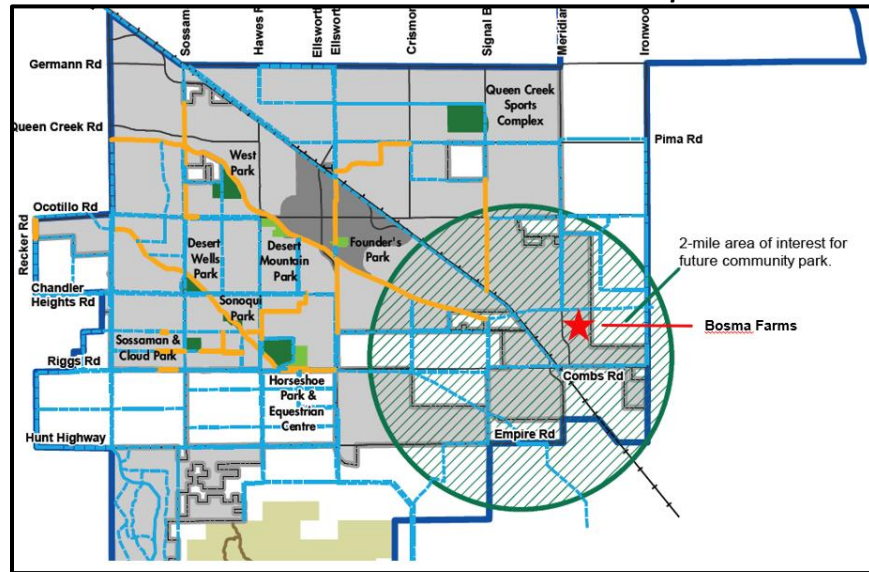 Sossam
Hawes R
Ellswort
Ellswor
Crismor
Signal B
Meridian
Ironwoo
Germann Rd
Queen Creek
Sports
Complex
Queen Creek Rd
Pima Rd
West
Park
Ocotillo Rd
Recker Rd
Desert
Wells
Park
Desert
Mountain
Park
Founder's
Park
2-mile area of interest for
future community park.
Chandler
Heights Rd
Sonoqui
Park
Bosma Farms
Sossaman &
Cloud Park
Riggs Rd
Combs Rd
Horseshoe
Park &
Equestrian
Centre
Hunt Highway
Empire Rd